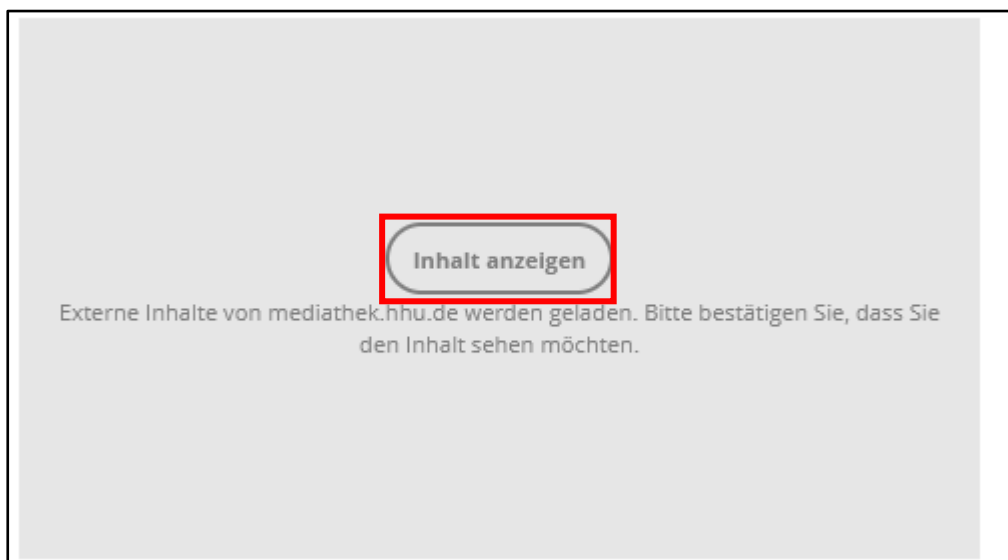 Inhalt anzeigen
Externe Inhalte von mediathek.hhu.de werden geladen. Bitte bestätigen Sie, dass Sie
den Inhalt sehen möchten.